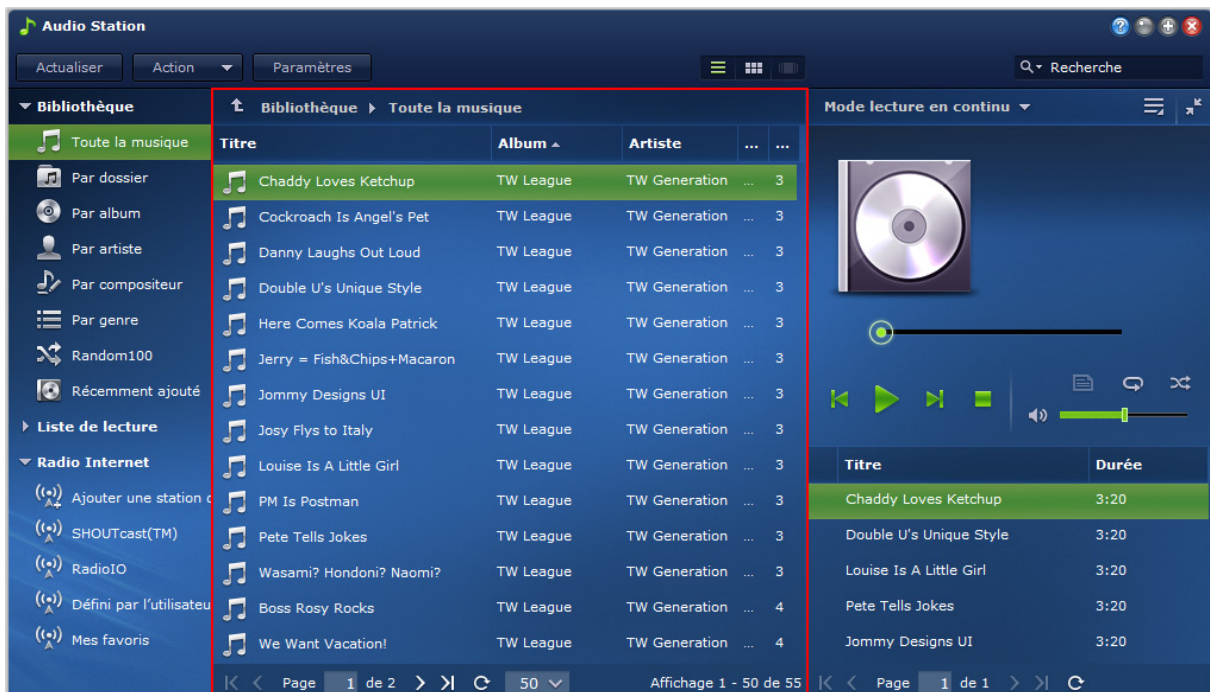 Audio Station
Actualiser Action Paramètres Recherche
Bibliothèque
Toute la musique
Par dossier
Par album
Par artiste
Par compositeur
Par genre
Random100
Récemment ajouté
Liste de lecture
Radio Internet
Ajouter une station
SHOUTcast(TM)
RadioIO
Défini par l'utilisateu
Mes favoris
Bibliothèque Toute la musique
Titre Album Artiste ... ...
Chaddy Loves Ketchup TW League TW Generation ... 3
Cockroach Is Angel's Pet TW League TW Generation ... 3
Danny Laughs Out Loud TW League TW Generation ... 3
Double U's Unique Style TW League TW Generation ... 3
Here Comes Koala Patrick TW League TW Generation ... 3
Jerry = Fish&Chips+Macaron TW League TW Generation ... 3
Jommy Designs UI TW League TW Generation ... 3
Josy Flys to Italy TW League TW Generation ... 3
Louise Is A Little Girl TW League TW Generation ... 3
PM Is Postman TW League TW Generation ... 3
Pete Tells Jokes TW League TW Generation ... 3
Wasami? Hondoni? Naomi? TW League TW Generation ... 3
Boss Rosy Rocks TW League TW Generation ... 4
We Want Vacation! TW League TW Generation ... 4
Page 1 de 2 50 Affichage 1 - 50 de 55
Mode lecture en continu
Titre Durée
Chaddy Loves Ketchup 3:20
Double U's Unique Style 3:20
Louise Is A Little Girl 3:20
Pete Tells Jokes 3:20
Jommy Designs UI 3:20
Page 1 de 1